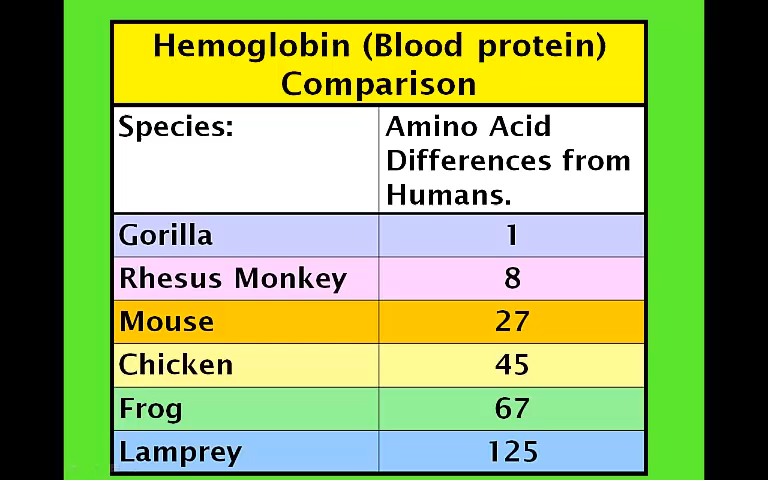 Hemoglobin (Blood protein)
Comparison
Species:
Amino Acid
Differences from
Humans.
Gorilla 1
Rhesus Monkey 8
Mouse 27
Chicken 45
Frog 67
Lamprey 125